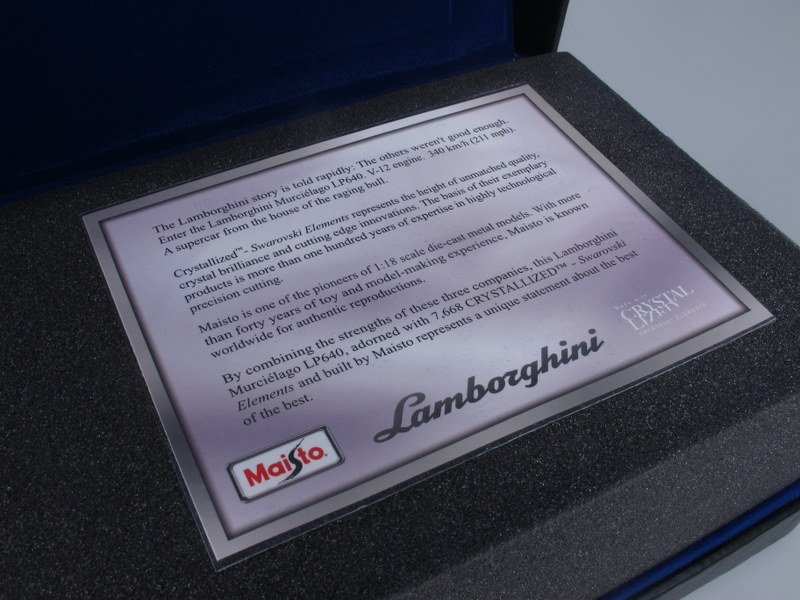 The Lamborghini story is told rapidly: The others weren't good enough.
Enter the Lamborghini Murciélago LP640. V-12 engine. 340 km/h (211 mph).
A supercar from the house of the raging bull.
Crystallized™ - Swarovski Elements represents the height of unmatched quality,
crystal brilliance and cutting edge innovations. The basis of their exemplary
products is more than one hundred years of expertise in highly technological
precision cutting.
Maisto is one of the pioneers of 1:18 scale die-cast metal models. With more
than forty years of toy and model-making experience, Maisto is known
worldwide for authentic reproductions.
By combining the strengths of these three companies, this Lamborghini
Murciélago LP640, adorned with 7.668 CRYSTALLIZED™ - Swarovski
Elements and built by Maisto represents a unique statement about the best
of the best.
MADE WITH
CRYSTAL
LIZED™
SWAROVSKI ELEMENTS
Lamborghini
Maisto